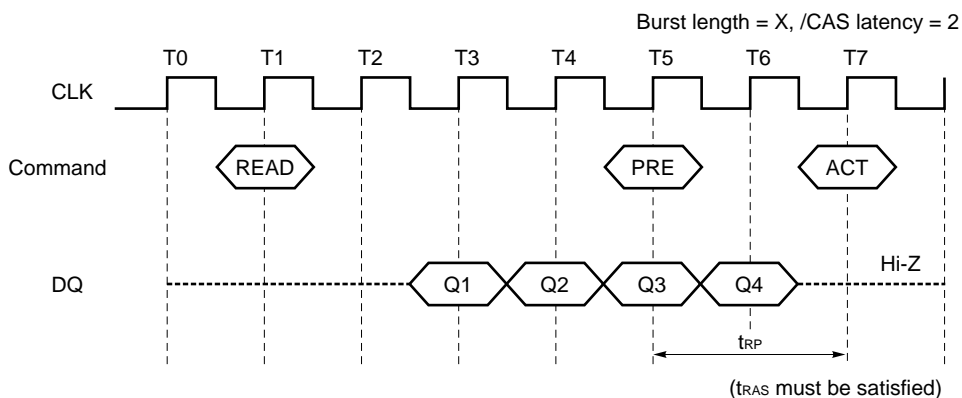 Burst length = X, /CAS latency = 2
T0 T1 T2 T3 T4 T5 T6 T7
CLK
Command READ PRE ACT
Hi-Z
DQ Q1 Q2 Q3 Q4
tRP
(tRAS must be satisfied)